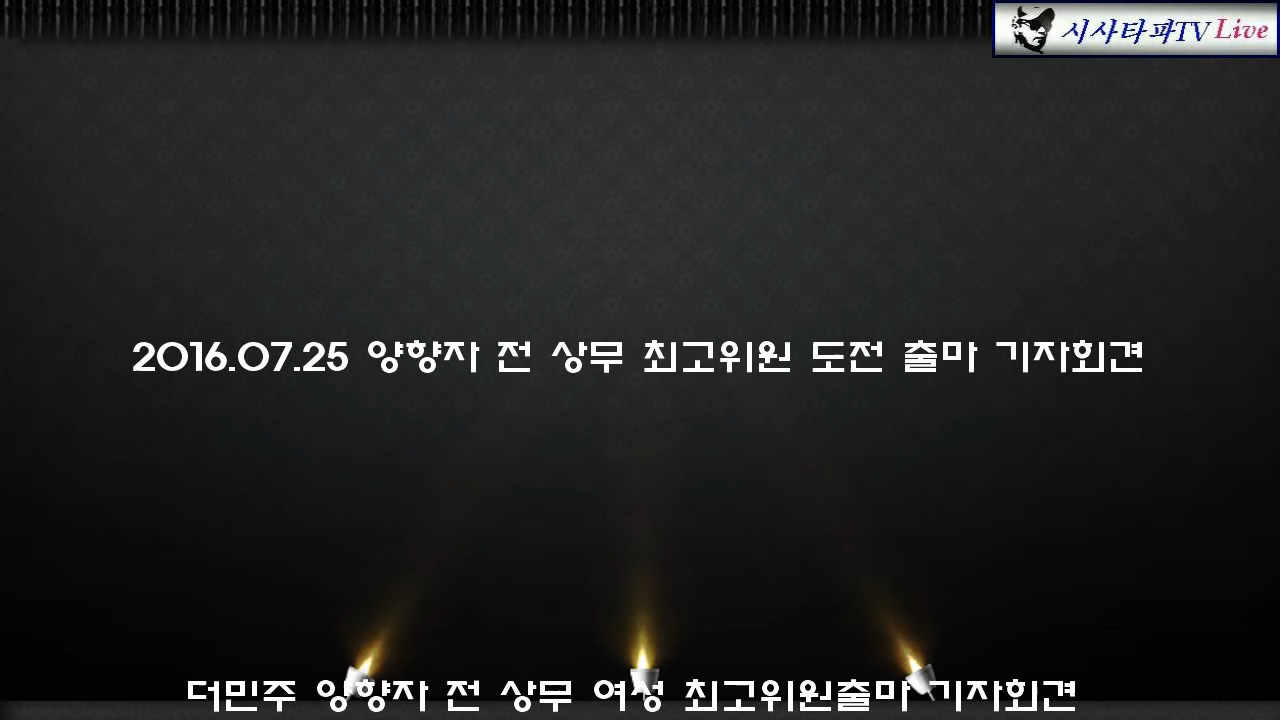 시사타파TV Live
2016.07.25 양향자 전 상무 최고위원 도전 출마 기자회견
더민주 양향자 전 상무 여성 최고위원출마 기자회견